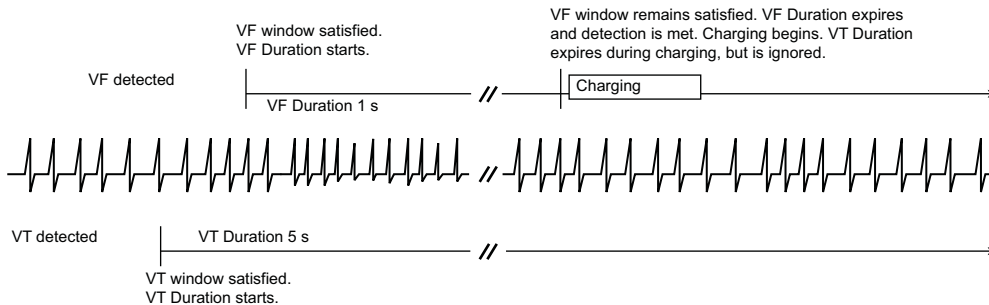 VF window satisfied.
VF Duration starts.
VF window remains satisfied. VF Duration expires
and detection is met. Charging begins. VT Duration
expires during charging, but is ignored.
VF detected
Charging
VF Duration 1 s
VT detected
VT Duration 5 s
VT window satisfied.
VT Duration starts.